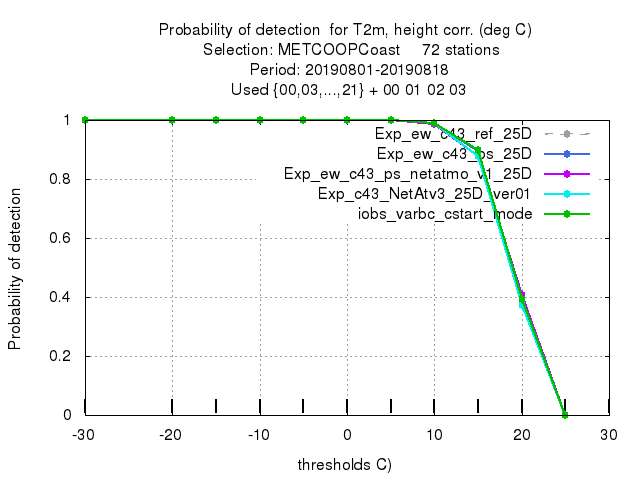 Probability of detection for T2m, height corr. (deg C)
Selection: METCOOPCoast 72 stations
Period: 20190801-20190818
Used {00,03,...,21} + 00 01 02 03
Exp_ew_c43_ref_25D
Exp_ew_c43_ps_25D
Exp_ew_c43_ps_netatmo_v1_25D
Exp_c43_NetAtv3_25D_ver01
iobs_varbc_cstart_mode
Probability of detection
1
0.8
0.6
0.4
0.2
0
-30 -20 -10 0 10 20 30
thresholds C)